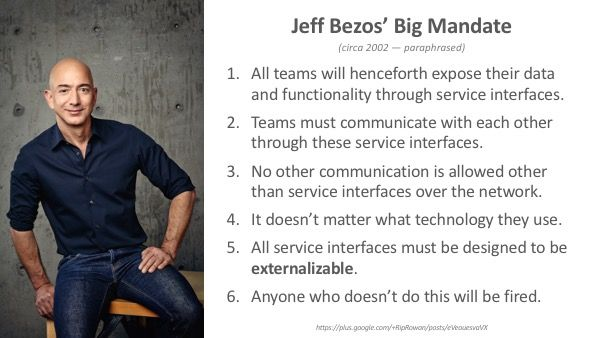 Jeff Bezos’ Big Mandate
(circa 2002 — paraphrased)
1. All teams will henceforth expose their data
and functionality through service interfaces.
2. Teams must communicate with each other
through these service interfaces.
3. No other communication is allowed other
than service interfaces over the network.
4. It doesn’t matter what technology they use.
5. All service interfaces must be designed to be
externalizable.
6. Anyone who doesn’t do this will be fired.
https://plus.google.com/+RipRowan/posts/eVeouesvaVX